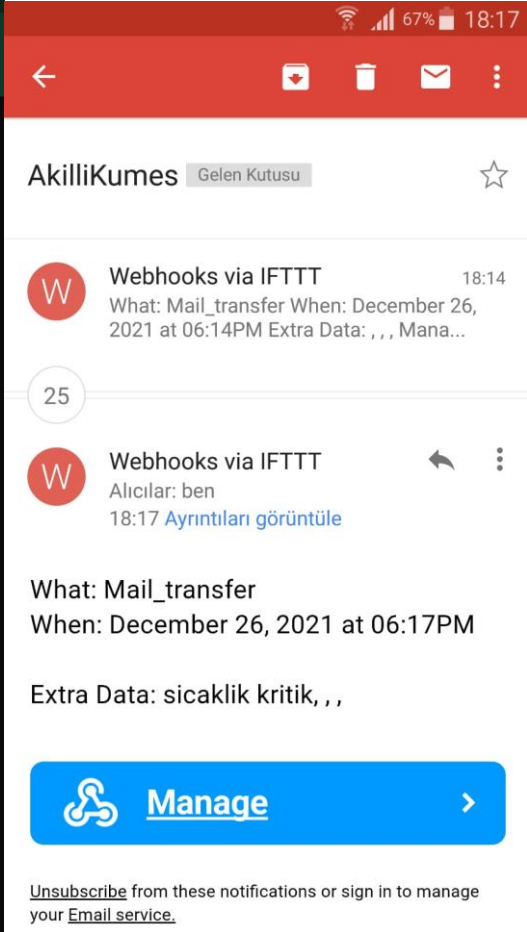 67% 18:17
AkilliKumes Gelen Kutusu
W
Webhooks via IFTTT 18:14
What: Mail_transfer When: December 26,
2021 at 06:14PM Extra Data: , , , Mana...
25
W
Webhooks via IFTTT
Alıcılar: ben
18:17 Ayrıntıları görüntüle
What: Mail_transfer
When: December 26, 2021 at 06:17PM
Extra Data: sicaklik kritik, , ,
Manage
Unsubscribe from these notifications or sign in to manage
your Email service.